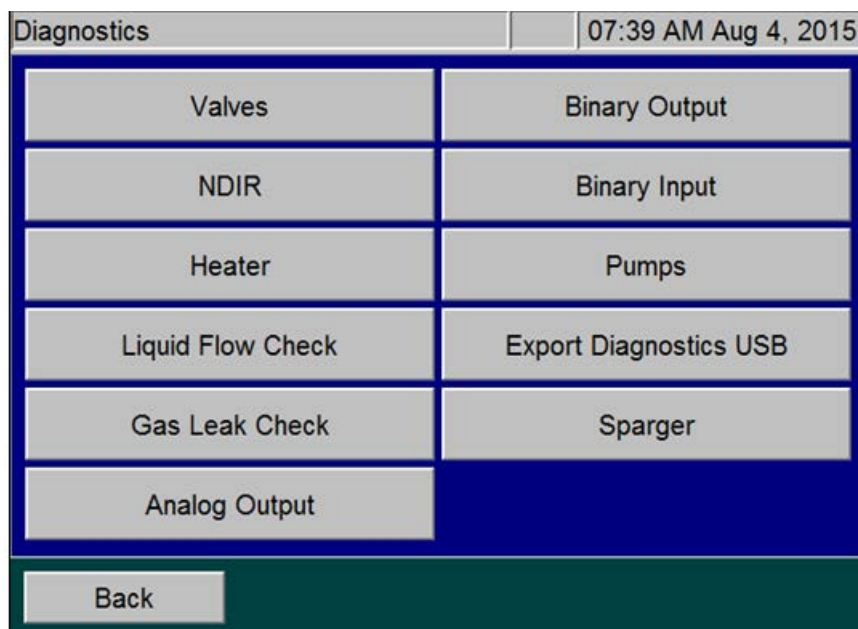 Diagnostics 07:39 AM Aug 4, 2015
Valves Binary Output
NDIR Binary Input
Heater Pumps
Liquid Flow Check Export Diagnostics USB
Gas Leak Check Sparger
Analog Output
Back